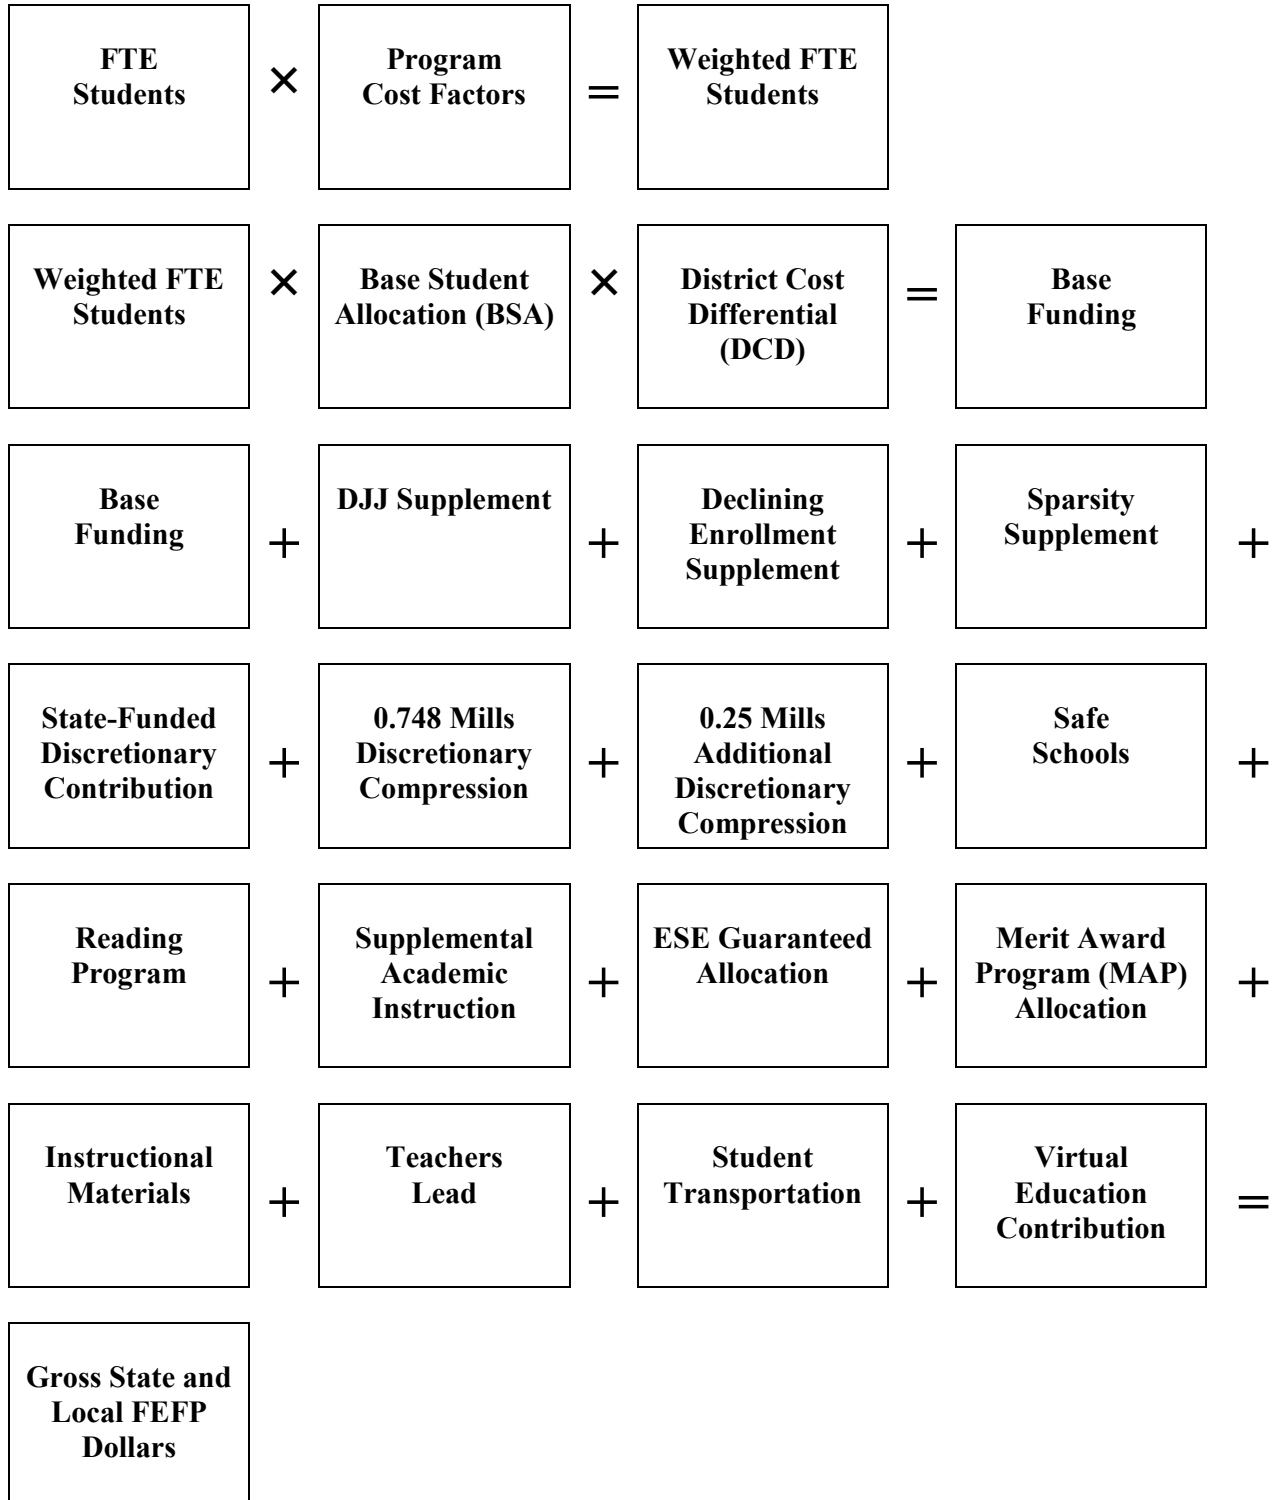 FTE
Students
×
Program
Cost Factors
=
Weighted FTE
Students
Weighted FTE
Students
×
Base Student
Allocation (BSA)
×
District Cost
Differential
(DCD)
=
Base
Funding
Base
Funding
+
DJJ Supplement
+
Declining
Enrollment
Supplement
+
Sparsity
Supplement
+
State-Funded
Discretionary
Contribution
+
0.748 Mills
Discretionary
Compression
+
0.25 Mills
Additional
Discretionary
Compression
+
Safe
Schools
+
Reading
Program
+
Supplemental
Academic
Instruction
+
ESE Guaranteed
Allocation
+
Merit Award
Program (MAP)
Allocation
+
Instructional
Materials
+
Teachers
Lead
+
Student
Transportation
+
Virtual
Education
Contribution
=
Gross State and
Local FEFP
Dollars